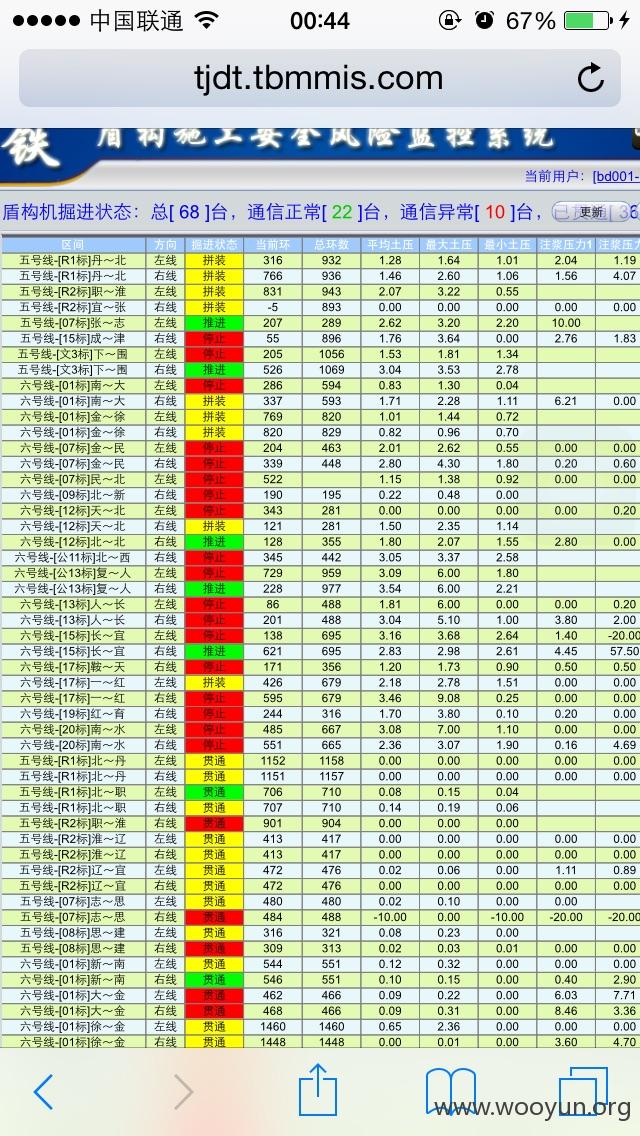 中国联通 00:44 67%
tjdt.tbmmis.com
铁 盾构施工安全风险监控系统
当前用户：[bd001-
盾构机掘进状态：总[ 68 ]台，通信正常[ 22 ]台，通信异常[ 10 ]台，已贯通[ 36
更新
区间 方向 掘进状态 当前环 总环数 平均土压 最大土压 最小土压 注浆压力1 注浆压力
五号线-[R1标]丹～北 左线 拼装 316 932 1.28 1.64 1.01 2.04 1.19
五号线-[R1标]丹～北 右线 拼装 766 936 1.46 2.60 1.06 1.56 4.07
五号线-[R2标]职～淮 左线 拼装 831 943 2.07 3.22 0.55
五号线-[R2标]宜～张 右线 拼装 -5 893 0.00 0.00 0.00 0.00 0.00
五号线-[07标]张～志 左线 推进 207 289 2.62 3.20 2.20 10.00
五号线-[15标]成～津 右线 停止 55 896 1.76 3.64 0.00 2.76 1.83
五号线-[文3标]下～围 左线 停止 205 1056 1.53 1.81 1.34
五号线-[文3标]下～围 右线 推进 526 1069 3.04 3.53 2.78
六号线-[01标]南～大 左线 停止 286 594 0.83 1.30 0.04
六号线-[01标]南～大 右线 拼装 337 593 1.71 2.28 1.11 6.21 0.00
六号线-[01标]金～徐 左线 拼装 769 820 1.01 1.44 0.72
六号线-[01标]金～徐 右线 拼装 820 829 0.82 0.96 0.70
六号线-[07标]金～民 左线 停止 204 463 2.01 2.62 0.55 0.00 0.00
六号线-[07标]金～民 右线 停止 339 448 2.80 4.30 1.80 0.20 0.60
六号线-[07标]民～北 左线 停止 522 1.15 1.38 0.92 0.00 0.00
六号线-[09标]北～新 右线 停止 190 195 0.22 0.48 0.00
六号线-[12标]天～北 左线 停止 343 281 0.00 0.00 0.00 0.00 0.20
六号线-[12标]天～北 右线 拼装 121 281 1.50 2.35 1.14
六号线-[12标]北～北 右线 推进 128 355 1.80 2.07 1.55 2.80 0.00
六号线-[公11标]北～西 右线 停止 345 442 3.05 3.37 2.58
六号线-[公13标]复～人 左线 停止 729 959 3.09 6.00 1.80
六号线-[公13标]复～人 右线 推进 228 977 3.54 6.00 2.21
六号线-[13标]人～长 左线 停止 86 488 1.81 6.00 0.00 0.00 0.20
六号线-[13标]人～长 右线 停止 201 488 3.04 5.10 1.00 3.80 2.00
六号线-[15标]长～宜 左线 停止 138 695 3.16 3.68 2.64 1.40 -20.00
六号线-[15标]长～宜 右线 推进 621 695 2.83 2.98 2.61 4.45 57.50
六号线-[17标]鞍～天 右线 停止 171 356 1.20 1.73 0.90 0.50 0.50
六号线-[17标]一～红 左线 拼装 426 679 2.18 2.78 1.51 0.00 0.00
六号线-[17标]一～红 右线 停止 595 679 3.46 9.08 0.25 0.00 0.00
六号线-[19标]红～育 右线 停止 244 316 1.70 3.80 0.10 0.20 0.00
六号线-[20标]南～水 左线 停止 485 667 3.08 7.00 1.10 0.00 0.00
六号线-[20标]南～水 右线 停止 551 665 2.36 3.07 1.90 0.16 4.69
五号线-[R1标]北～丹 左线 贯通 1152 1158 0.00 0.00 0.00 0.00 0.00
五号线-[R1标]北～丹 右线 贯通 1151 1157 0.00 0.00 0.00 0.00 0.00
五号线-[R1标]北～职 左线 贯通 706 710 0.08 0.15 0.04
五号线-[R1标]北～职 右线 贯通 707 710 0.14 0.19 0.06
五号线-[R2标]职～淮 右线 贯通 901 904 0.00 0.00 0.00
五号线-[R2标]淮～辽 左线 贯通 413 417 0.00 0.00 0.00 0.00 0.00
五号线-[R2标]淮～辽 右线 贯通 413 417 0.00 0.00 0.00 0.00 0.00
五号线-[R2标]辽～宜 左线 贯通 472 476 0.02 0.06 0.00 1.11 0.89
五号线-[R2标]辽～宜 右线 贯通 472 476 0.00 0.00 0.00 0.00 0.00
五号线-[07标]志～思 左线 贯通 480 480 0.02 0.10 0.00
五号线-[07标]志～思 右线 贯通 484 488 -10.00 0.00 -10.00 -20.00 -20.00
五号线-[08标]思～建 左线 贯通 316 321 0.08 0.23 0.00
五号线-[08标]思～建 右线 贯通 309 313 0.02 0.03 0.01 0.00 0.00
六号线-[01标]新～南 左线 贯通 544 551 0.12 0.32 0.00 0.00 0.00
六号线-[01标]新～南 右线 贯通 546 551 0.10 0.15 0.00 0.40 2.90
六号线-[01标]大～金 左线 贯通 462 466 0.09 0.22 0.00 6.03 7.71
六号线-[01标]大～金 右线 贯通 468 466 0.09 0.31 0.00 8.46 3.36
六号线-[01标]徐～金 左线 贯通 1460 1460 0.65 2.36 0.00 0.00 0.00
六号线-[01标]徐～金 右线 贯通 1448 1448 0.00 0.01 0.00 3.60 4.70
www.wooyun.org